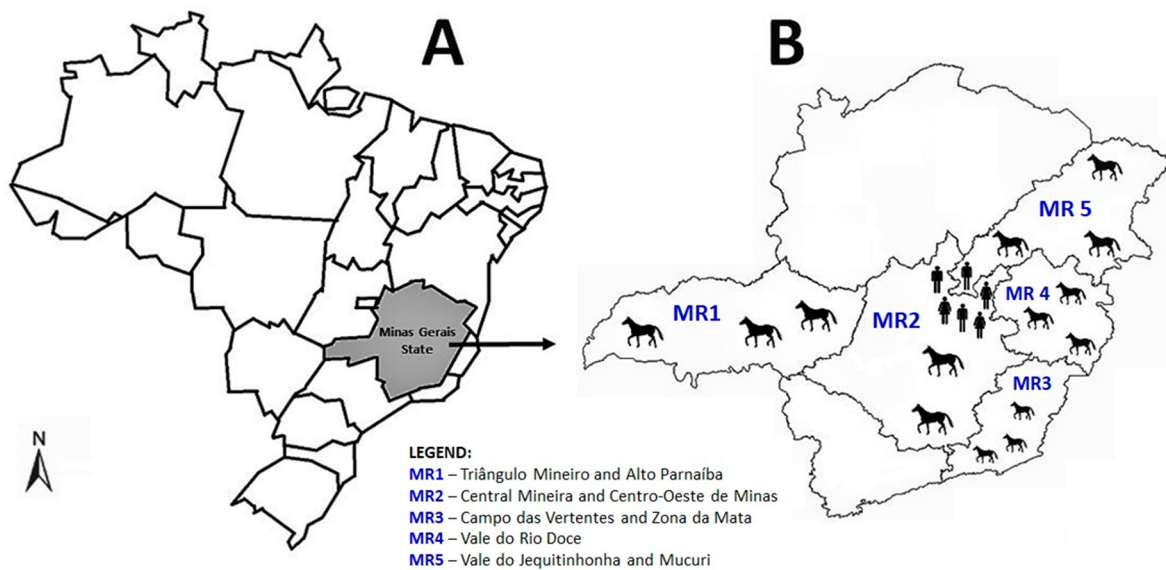 A
B
MR 5
MR1
MR2
MR 4
MR3
Minas Gerais
State
N
LEGEND:
MR1 – Triângulo Mineiro and Alto Parnaíba
MR2 – Central Mineira and Centro-Oeste de Minas
MR3 – Campo das Vertentes and Zona da Mata
MR4 – Vale do Rio Doce
MR5 – Vale do Jequitinhonha and Mucuri